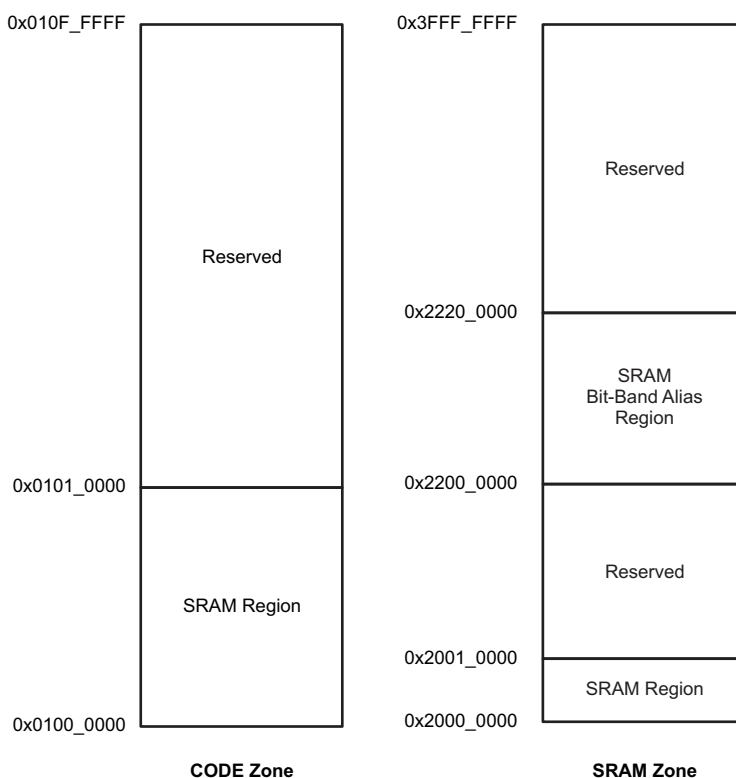 0x010F_FFFF
Reserved
0x0101_0000
SRAM Region
0x0100_0000
CODE Zone
0x3FFF_FFFF
Reserved
0x2220_0000
SRAM
Bit-Band Alias
Region
0x2200_0000
Reserved
0x2001_0000
SRAM Region
0x2000_0000
SRAM Zone